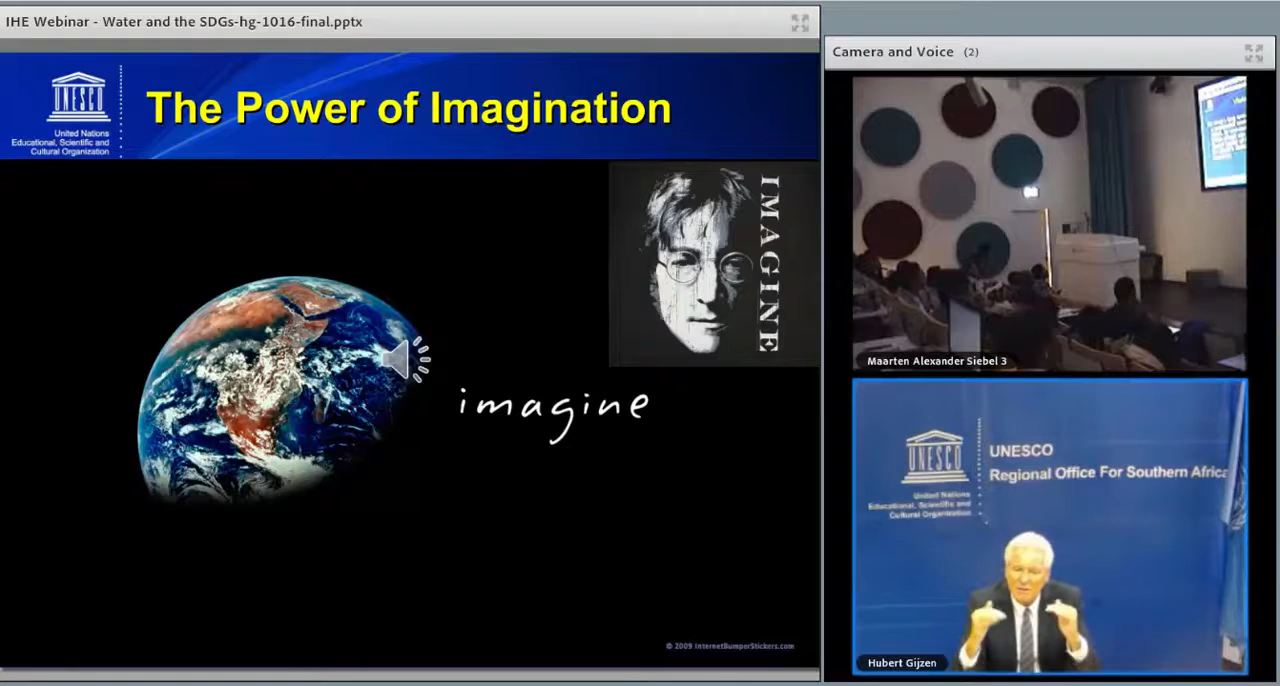 IHE Webinar - Water and the SDGs-hg-1016-final.pptx
UNESCO
United Nations
Educational, Scientific and
Cultural Organization
The Power of Imagination
IMAGINE
imagine
© 2009 InternetBumperStickers.com
Camera and Voice (2)
Maarten Alexander Siebel 3
UNESCO
United Nations
Educational, Scientific and
Cultural Organization
UNESCO
Regional Office For Southern Africa
Hubert Gijzen